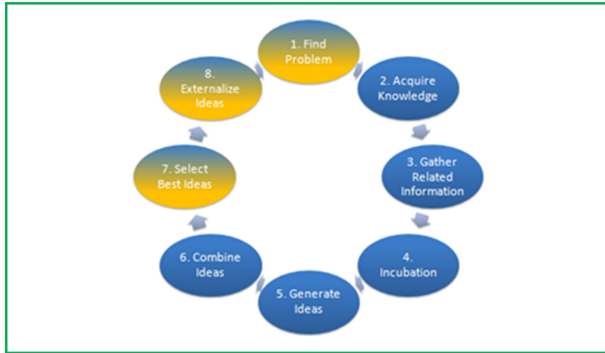 1. Find
Problem
2. Acquire
Knowledge
3. Gather
Related
Information
4.
Incubation
5. Generate
Ideas
6. Combine
Ideas
7. Select
Best Ideas
8.
Externalize
Ideas